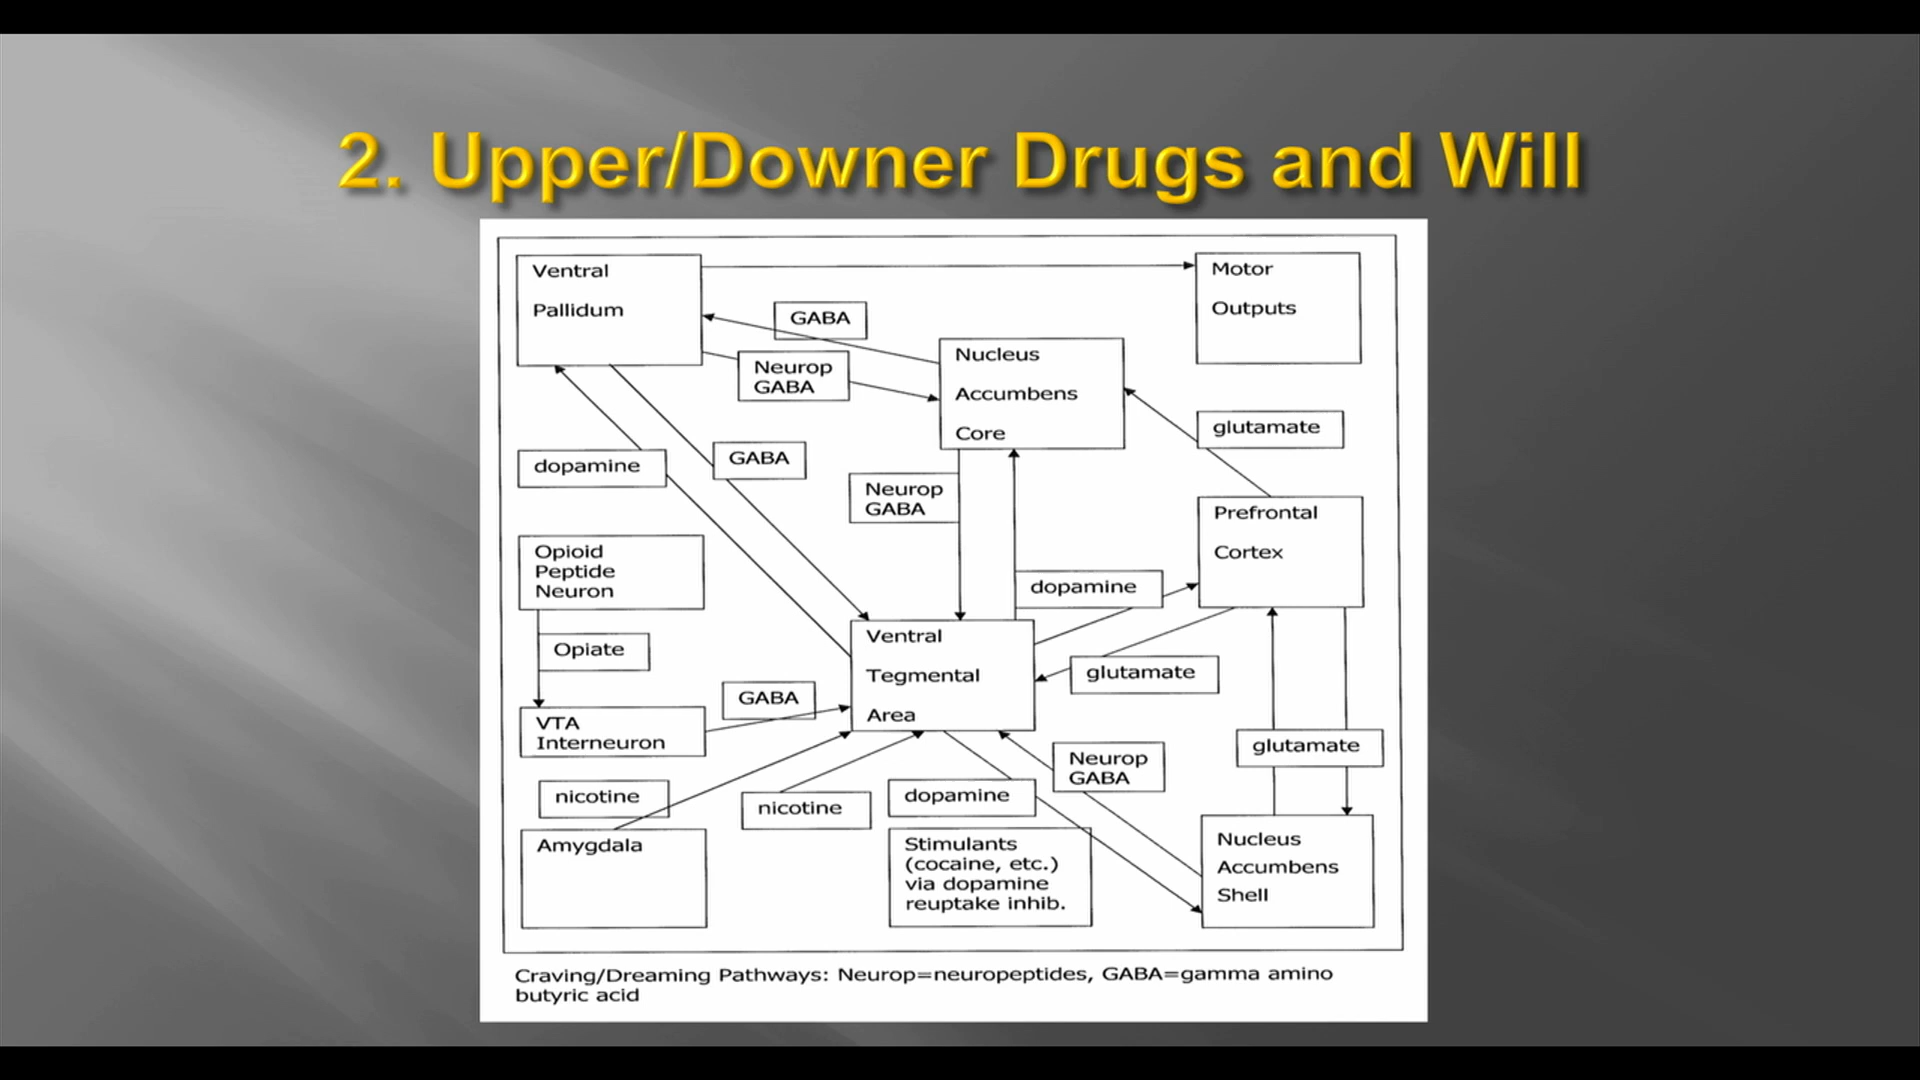 2. Upper/Downer Drugs and Will
Ventral
Pallidum
Motor
Outputs
GABA
Neurop
GABA
Nucleus
Accumbens
Core
glutamate
dopamine
GABA
Neurop
GABA
Prefrontal
Cortex
Opioid
Peptide
Neuron
dopamine
Opiate
Ventral
Tegmental
Area
glutamate
GABA
VTA
Interneuron
glutamate
Neurop
GABA
nicotine
nicotine
dopamine
Amygdala
Stimulants
(cocaine, etc.)
via dopamine
reuptake inhib.
Nucleus
Accumbens
Shell
Craving/Dreaming Pathways: Neurop=neuropeptides, GABA=gamma amino
butyric acid